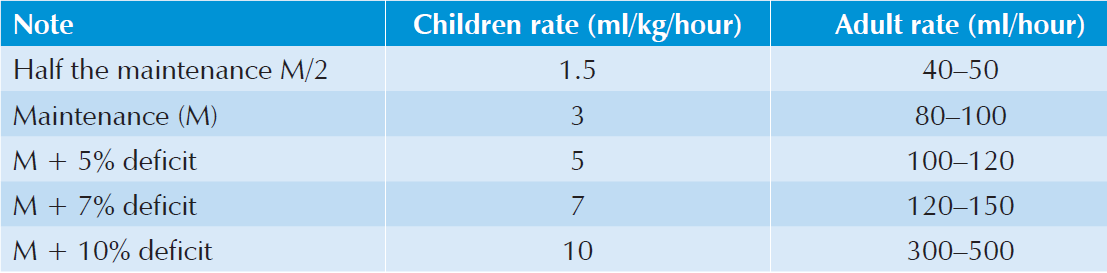 Note Children rate (ml/kg/hour) Adult rate (ml/hour)
Half the maintenance M/2 1.5 40–50
Maintenance (M) 3 80–100
M + 5% deficit 5 100–120
M + 7% deficit 7 120–150
M + 10% deficit 10 300–500